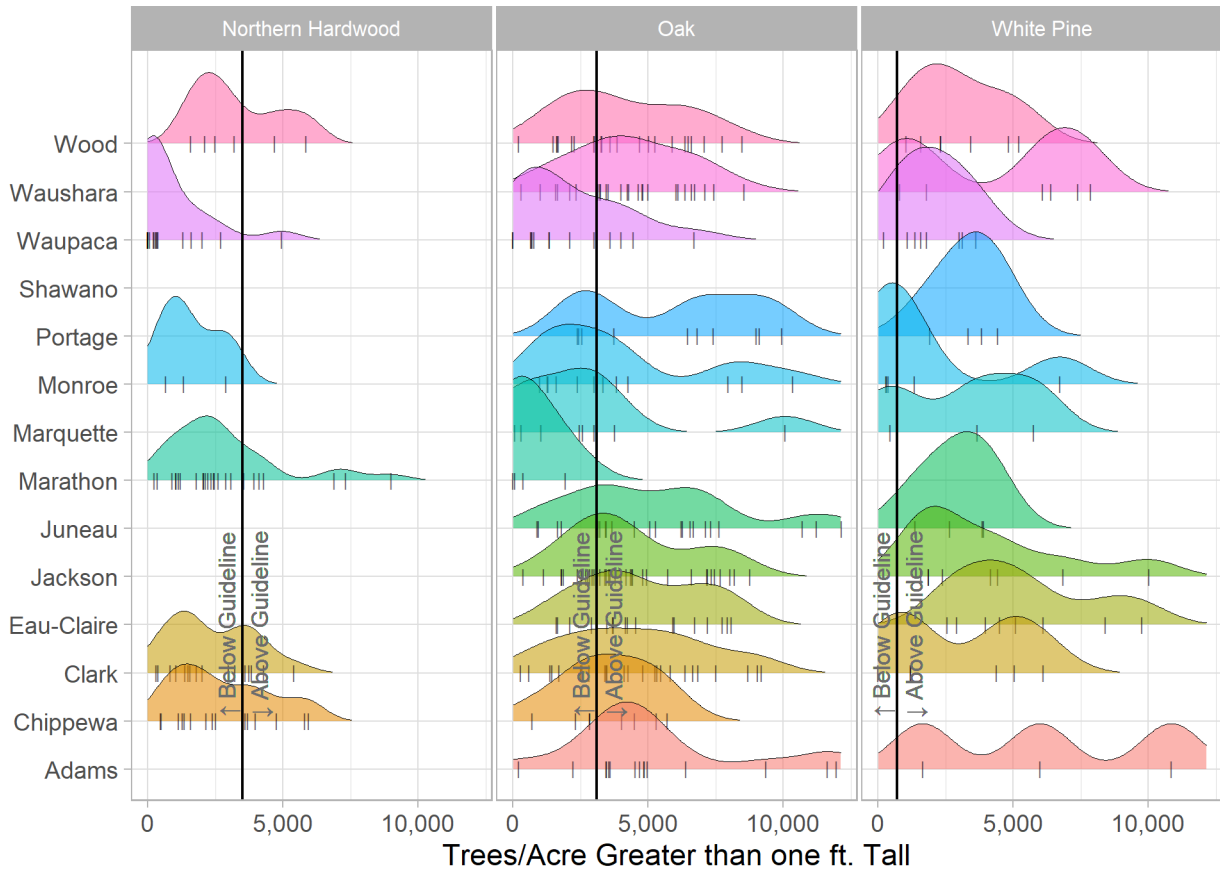 Northern Hardwood
Oak
White Pine
Wood
Waushara
Waupaca
Shawano
Portage
Monroe
Marquette
Marathon
Juneau
Jackson
Eau-Claire
Clark
Chippewa
Adams
← Below Guideline
Above Guideline →
← Below Guideline
Above Guideline →
← Below Guideline
Above Guideline →
0 5,000 10,000
0 5,000 10,000
0 5,000 10,000
Trees/Acre Greater than one ft. Tall